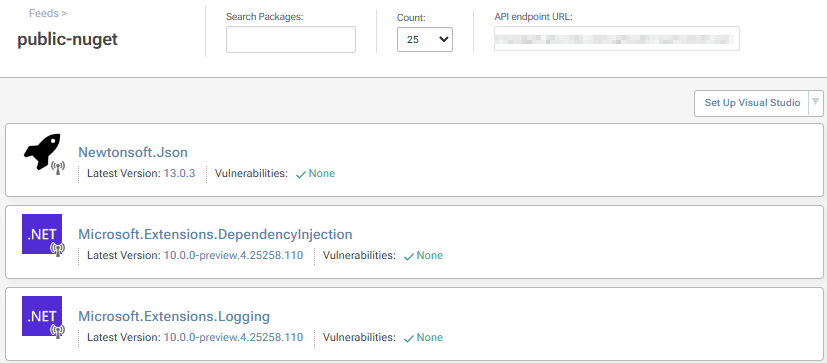 Feeds >
public-nuget
Search Packages:
Count:
25
API endpoint URL:
Set Up Visual Studio
Newtonsoft.Json
Latest Version: 13.0.3 Vulnerabilities: None
.NET
Microsoft.Extensions.DependencyInjection
Latest Version: 10.0.0-preview.4.25258.110 Vulnerabilities: None
.NET
Microsoft.Extensions.Logging
Latest Version: 10.0.0-preview.4.25258.110 Vulnerabilities: None